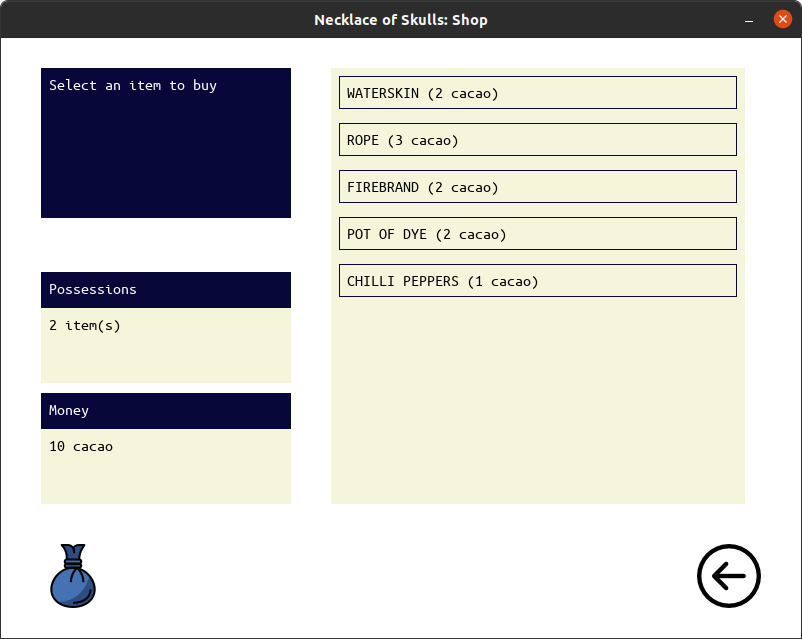 Necklace of Skulls: Shop
Select an item to buy
WATERSKIN (2 cacao)
ROPE (3 cacao)
FIREBRAND (2 cacao)
POT OF DYE (2 cacao)
CHILLI PEPPERS (1 cacao)
Possessions
2 item(s)
Money
10 cacao